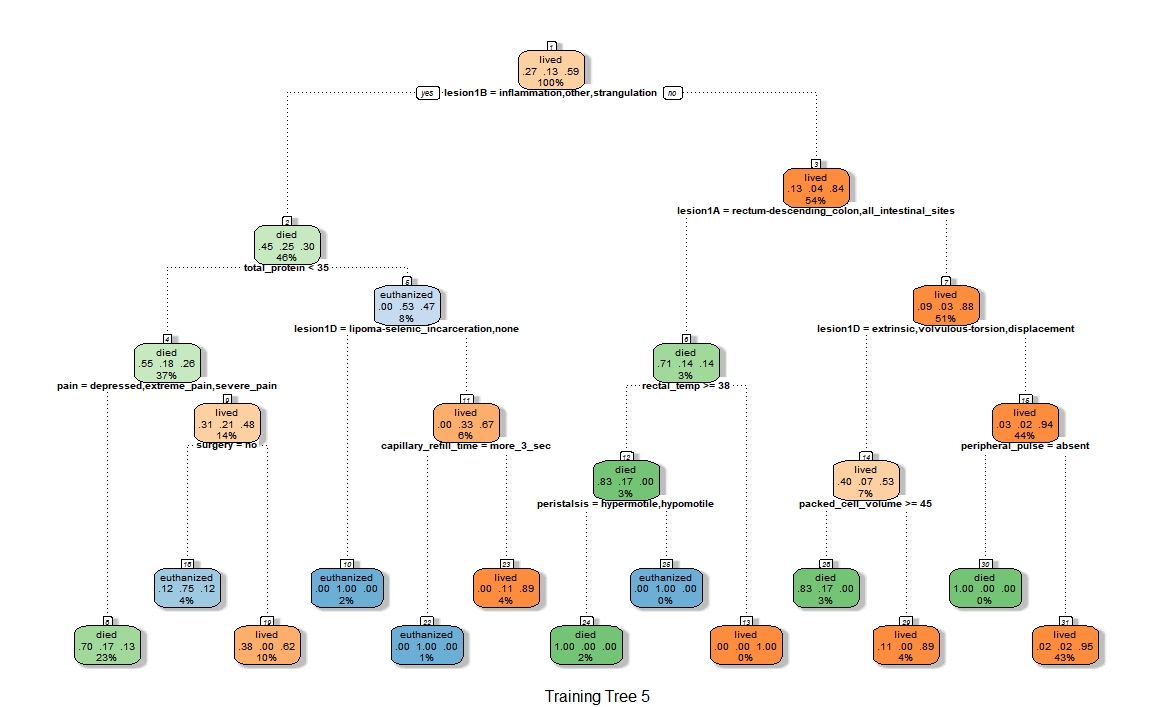 1
lived
.27 .13 .59
100%
yes lesion1B = inflammation,other,strangulation no
3
lived
.13 .04 .84
54%
lesion1A = rectum-descending_colon,all_intestinal_sites
2
died
.45 .25 .30
46%
total_protein < 35
5
euthanized
.00 .53 .47
8%
lesion1D = lipoma-selenic_incarceration,none
7
lived
.09 .03 .88
51%
lesion1D = extrinsic,volvulous-torsion,displacement
4
died
.55 .18 .26
37%
pain = depressed,extreme_pain,severe_pain
6
died
.71 .14 .14
3%
rectal_temp >= 38
9
lived
.31 .21 .48
14%
surgery = no
11
lived
.00 .33 .67
6%
capillary_refill_time = more_3_sec
15
lived
.03 .02 .94
44%
peripheral_pulse = absent
12
died
.83 .17 .00
3%
peristalsis = hypermotile,hypomotile
14
lived
.40 .07 .53
7%
packed_cell_volume >= 45
18
euthanized
.12 .75 .12
4%
10
euthanized
.00 1.00 .00
2%
23
lived
.00 .11 .89
4%
25
euthanized
.00 1.00 .00
0%
28
died
.83 .17 .00
3%
30
died
1.00 .00 .00
0%
8
died
.70 .17 .13
23%
19
lived
.38 .00 .62
10%
22
euthanized
.00 1.00 .00
1%
24
died
1.00 .00 .00
2%
13
lived
.00 .00 1.00
0%
29
lived
.11 .00 .89
4%
31
lived
.02 .02 .95
43%
Training Tree 5